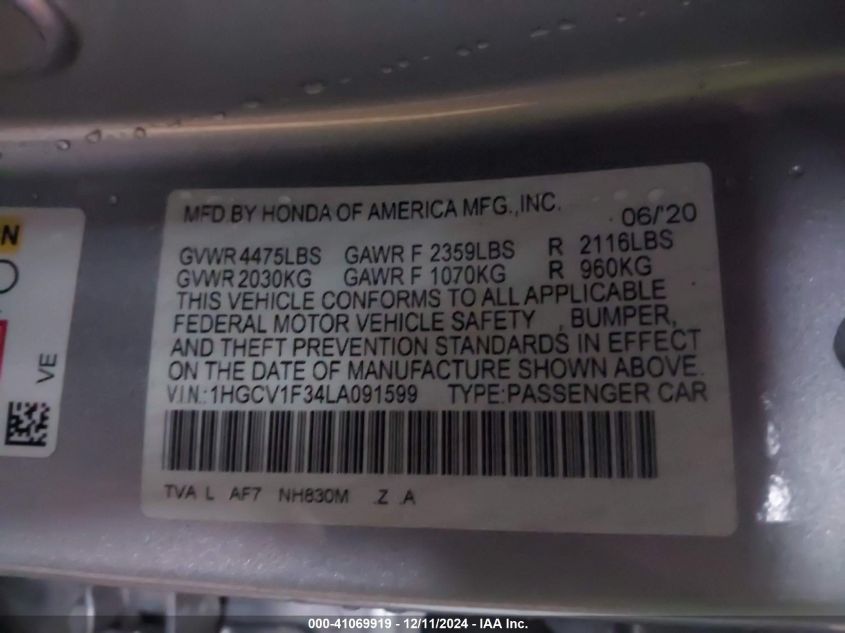 MFD BY HONDA OF AMERICA MFG.,INC. 06/'20
GVWR 4475LBS GAWR F 2359LBS R 2116LBS
GVWR 2030KG GAWR F 1070KG R 960KG
THIS VEHICLE CONFORMS TO ALL APPLICABLE
FEDERAL MOTOR VEHICLE SAFETY , BUMPER,
AND THEFT PREVENTION STANDARDS IN EFFECT
ON THE DATE OF MANUFACTURE SHOWN ABOVE.
V.I.N.:1HGCV1F34LA091599 TYPE:PASSENGER CAR
TVA L AF7 NH830M .Z .A
N
VE
000-41069919 - 12/11/2024 - IAA Inc.